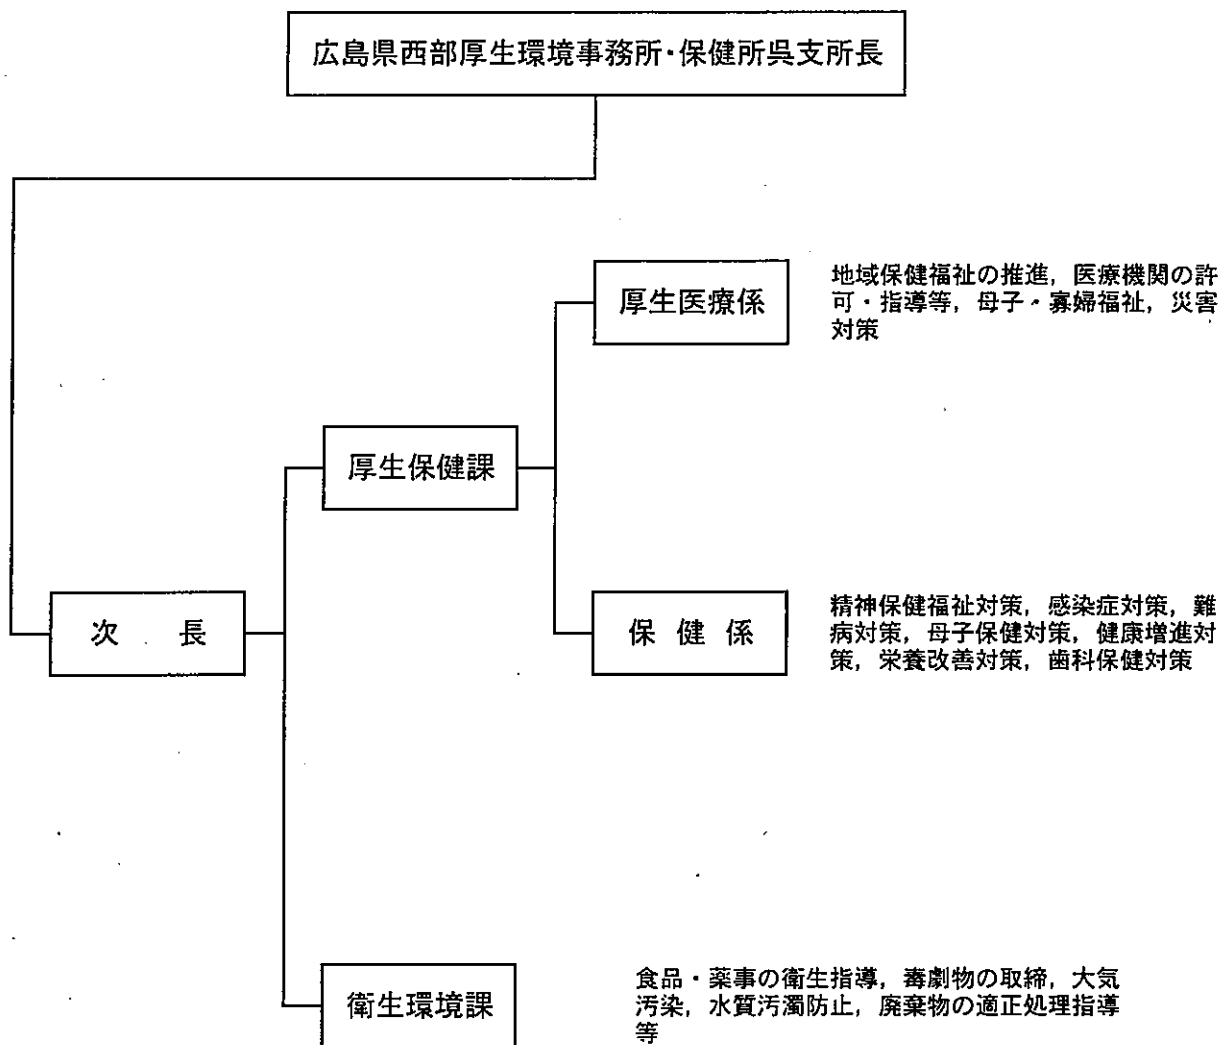 広島県西部厚生環境事務所・保健所呉支所長
厚生医療係
地域保健福祉の推進，医療機関の許
可・指導等，母子・寡婦福祉，災害
対策
厚生保健課
次　長
保 健 係
精神保健福祉対策，感染症対策，難
病対策，母子保健対策，健康増進対
策，栄養改善対策，歯科保健対策
衛生環境課
食品・薬事の衛生指導，毒劇物の取締，大気
汚染，水質汚濁防止，廃棄物の適正処理指導
等